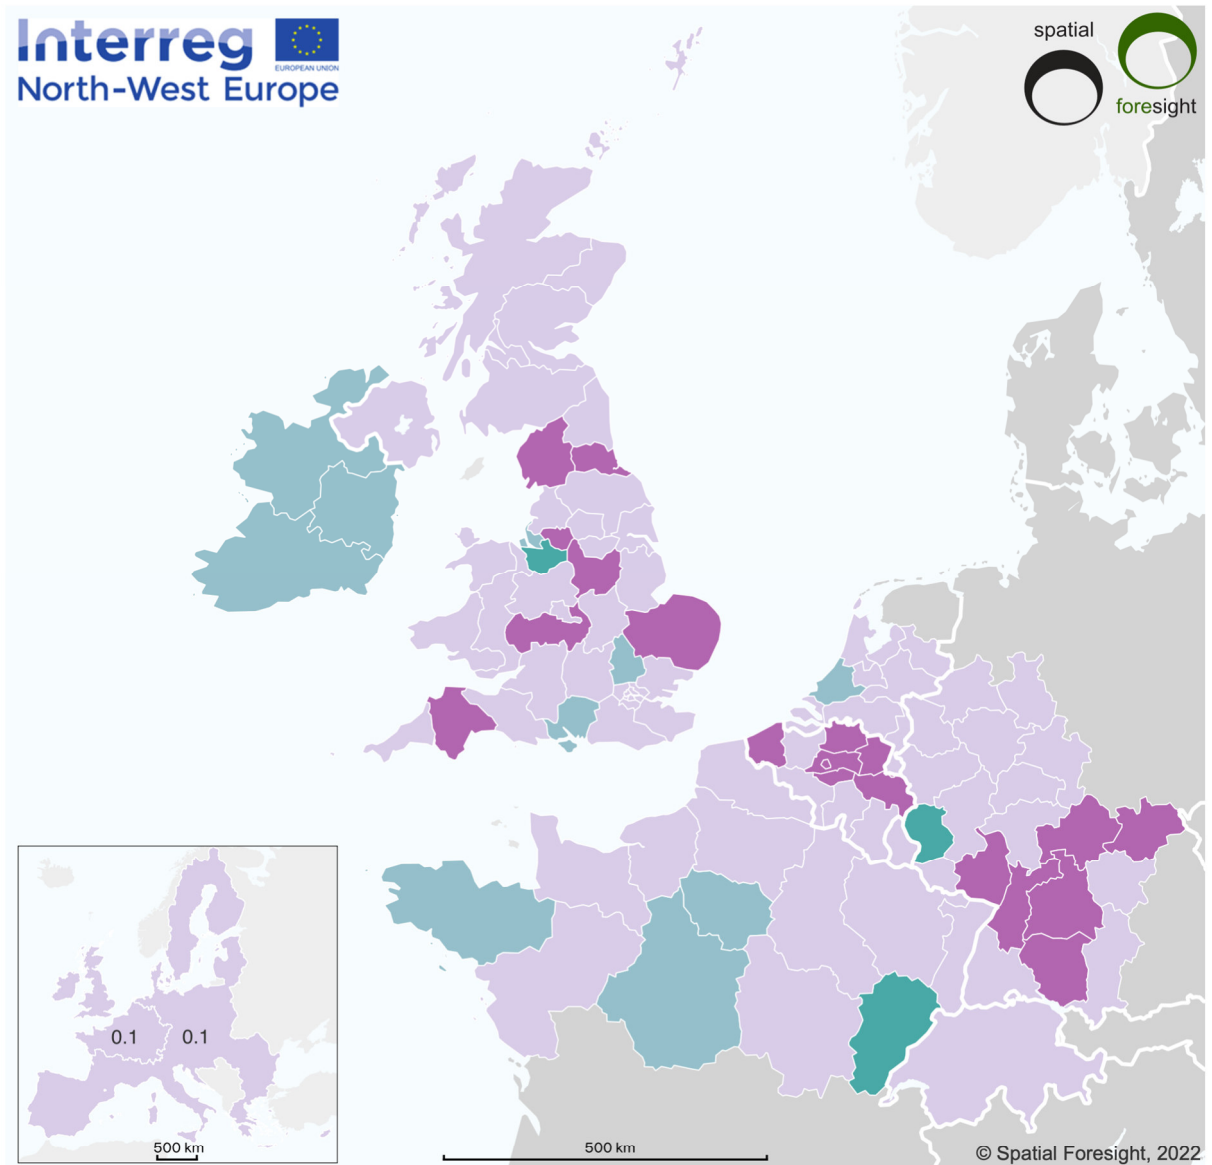 Interreg
EUROPEAN UNION
North-West Europe
spatial
foresight
0.1
0.1
500 km
500 km
© Spatial Foresight, 2022